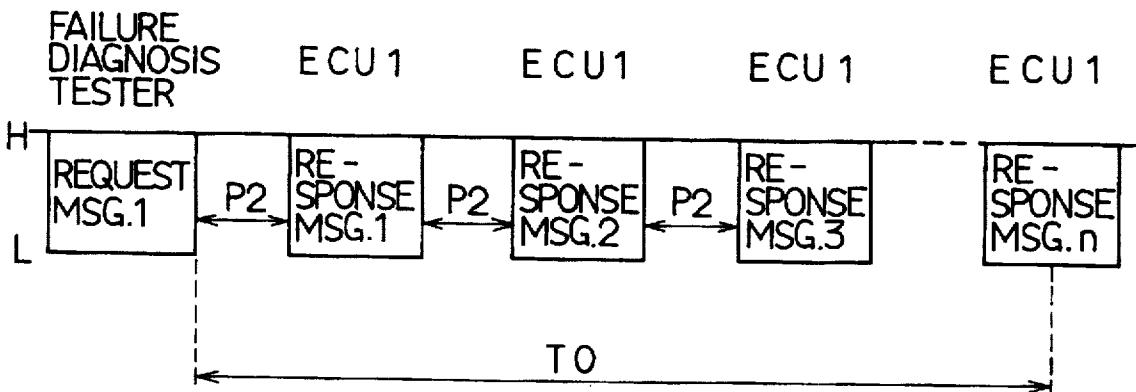 FAILURE
DIAGNOSIS
TESTER
ECU1
ECU1
ECU1
ECU1
H
REQUEST
MSG.1
P2
RE-
SPONSE
MSG.1
P2
RE-
SPONSE
MSG.2
P2
RE-
SPONSE
MSG.3
RE-
SPONSE
MSG.n
L
T0